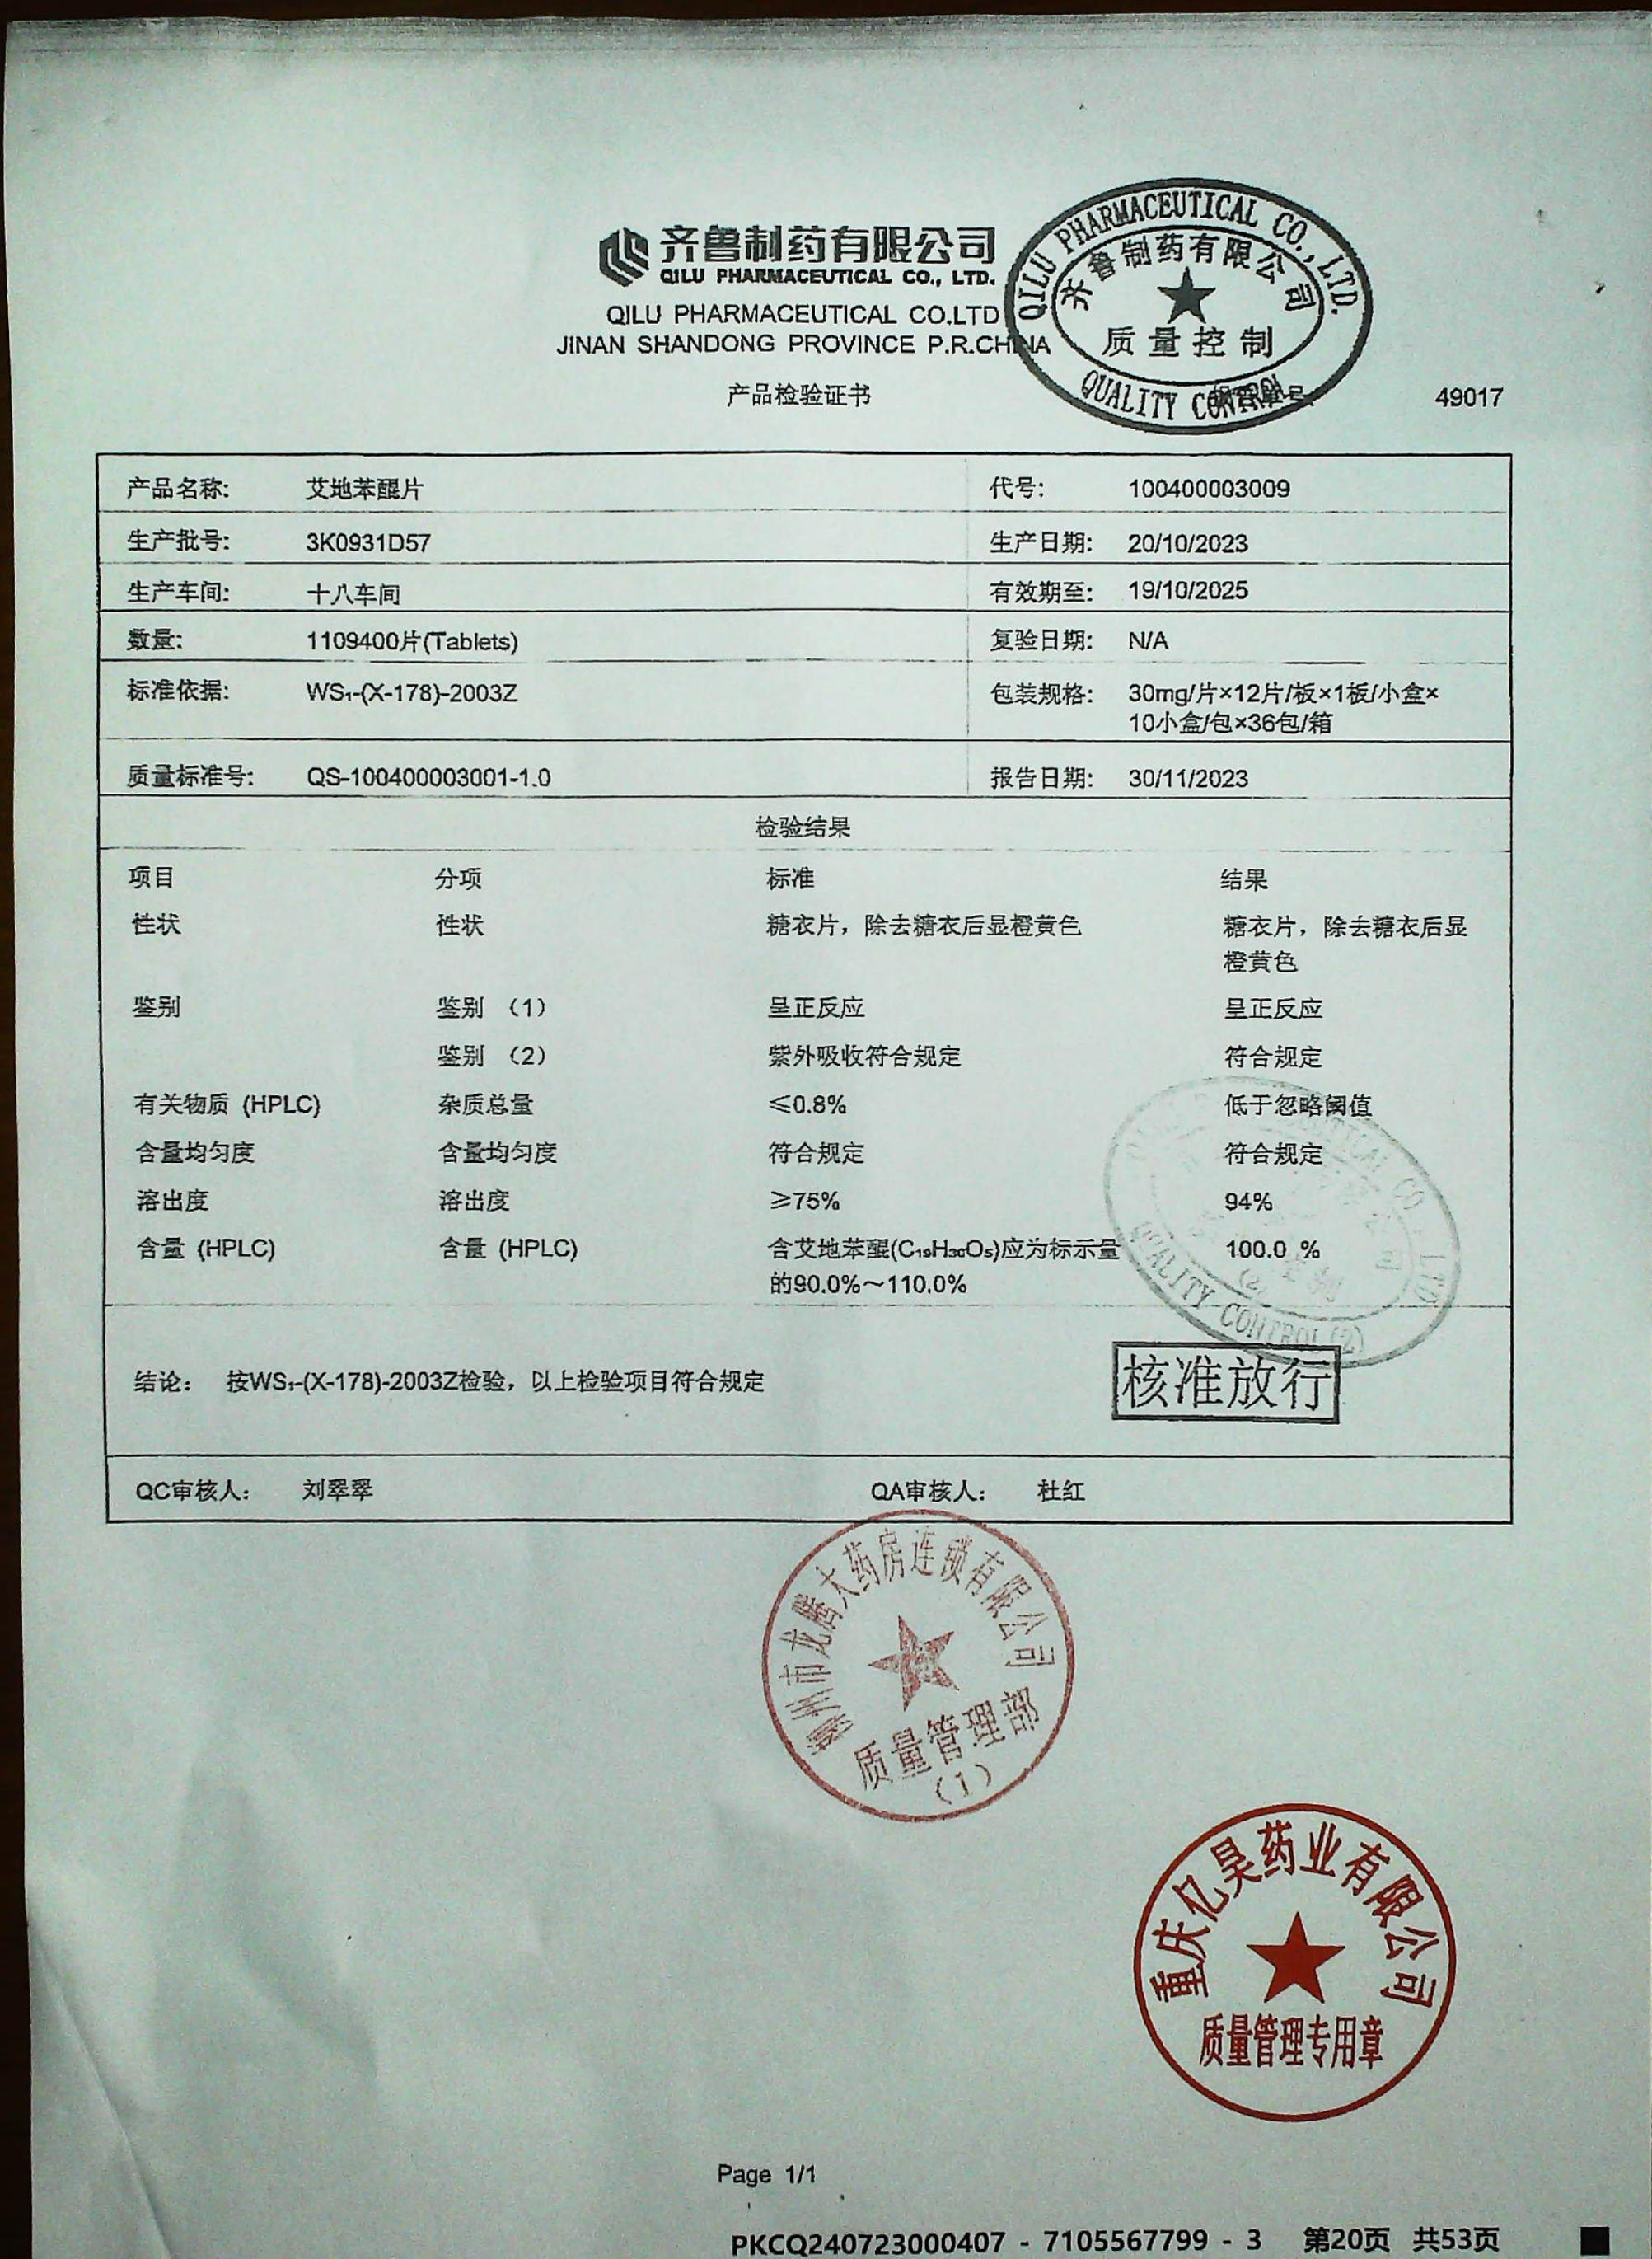 齐鲁制药有限公司
QILU PHARMACEUTICAL CO., LTD.
QILU PHARMACEUTICAL CO.LTD
JINAN SHANDONG PROVINCE P.R.CHINA
QILU PHARMACEUTICAL CO., LTD.
齐鲁制药有限公司
质量控制
QUALITY CONTROL
产品检验证书 49017
产品名称: 艾地苯醌片 代号: 100400003009
生产批号: 3K0931D57 生产日期: 20/10/2023
生产车间: 十八车间 有效期至: 19/10/2025
数量: 1109400片(Tablets) 复验日期: N/A
标准依据: WS₁-(X-178)-2003Z 包装规格: 30mg/片×12片/板×1板/小盒×
10小盒/包×36包/箱
质量标准号: QS-100400003001-1.0 报告日期: 30/11/2023
检验结果
项目 分项 标准 结果
性状 性状 糖衣片，除去糖衣后显橙黄色 糖衣片，除去糖衣后显
橙黄色
鉴别 鉴别 （1） 呈正反应 呈正反应
鉴别 （2） 紫外吸收符合规定 符合规定
有关物质 (HPLC) 杂质总量 ≤0.8% 低于忽略阈值
含量均匀度 含量均匀度 符合规定 符合规定
溶出度 溶出度 ≥75% 94%
含量 (HPLC) 含量 (HPLC) 含艾地苯醌(C₁₉H₃₀O₅)应为标示量 100.0 %
的90.0%～110.0%
QUALITY CONTROL (2)
结论: 按WS₁-(X-178)-2003Z检验，以上检验项目符合规定 核准放行
QC审核人: 刘翠翠 QA审核人: 杜红
市龙腾大药房连锁有限公司
质量管理部
(1)
重庆亿昊药业有限公司
质量管理专用章
Page 1/1
PKCQ240723000407 - 7105567799 - 3 第20页 共53页